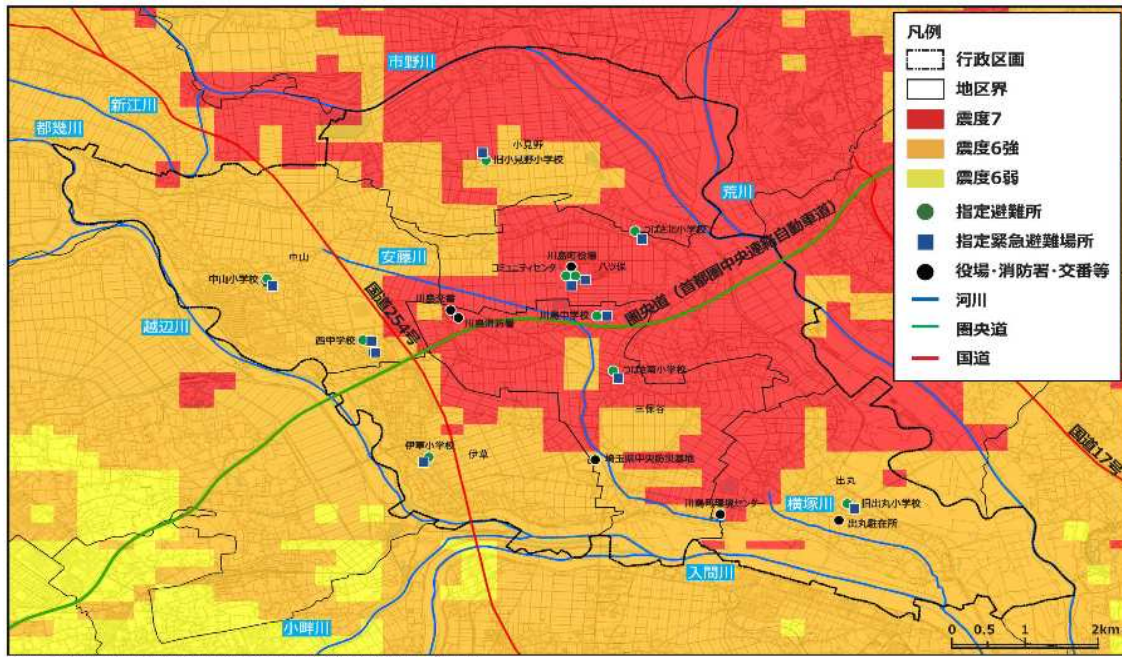 凡例
行政区画
地区界
震度7
震度6強
震度6弱
指定避難所
指定緊急避難場所
役場・消防署・交番等
河川
圏央道
国道
市野川
新江川
都幾川
小見野
旧小見野小学校
荒川
つばさ北小学校
圏央道（首都圏中央連絡自動車道）
安藤川
中山
中山小学校
川島町役場
コミュニティセンター
八ツ保
国道254号
越辺川
川島交番
川島消防署
川島中学校
西中学校
つばさ南小学校
三保谷
伊草小学校
伊草
埼玉県中央防災基地
国道17号
出丸
川島町環境センター
横塚川
旧出丸小学校
出丸駐在所
入間川
小畔川
0 0.5 1 2km